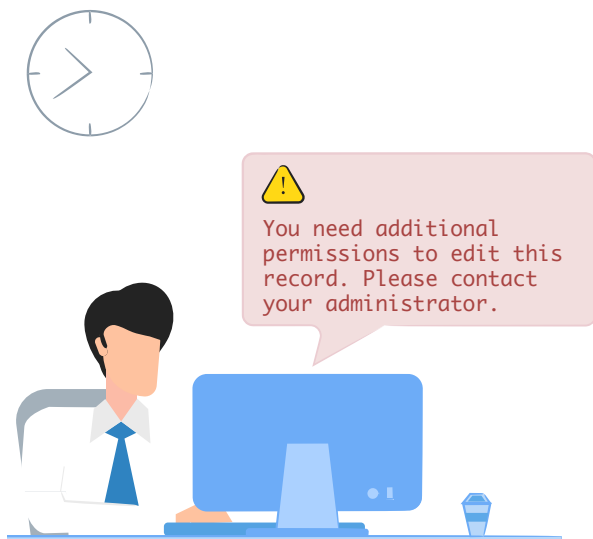 !
You need additional
permissions to edit this
record. Please contact
your administrator.